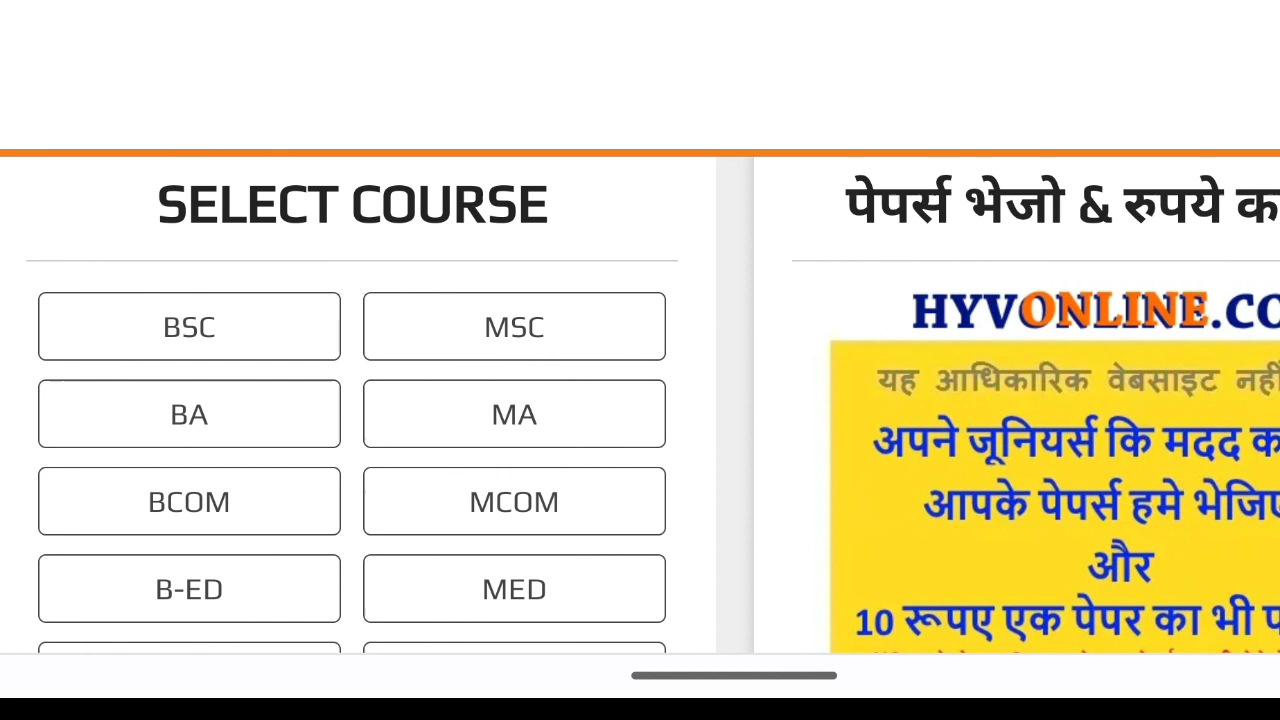 SELECT COURSE
BSC
MSC
BA
MA
BCOM
MCOM
B-ED
MED
पेपर्स भेजो & रुपये
HYVONLINE.CO
यह आधिकारिक वेबसाइट नहीं
अपने जूनियर्स कि मदद
आपके पेपर्स हमे भेजिए
और
10 रूपए एक पेपर का भी